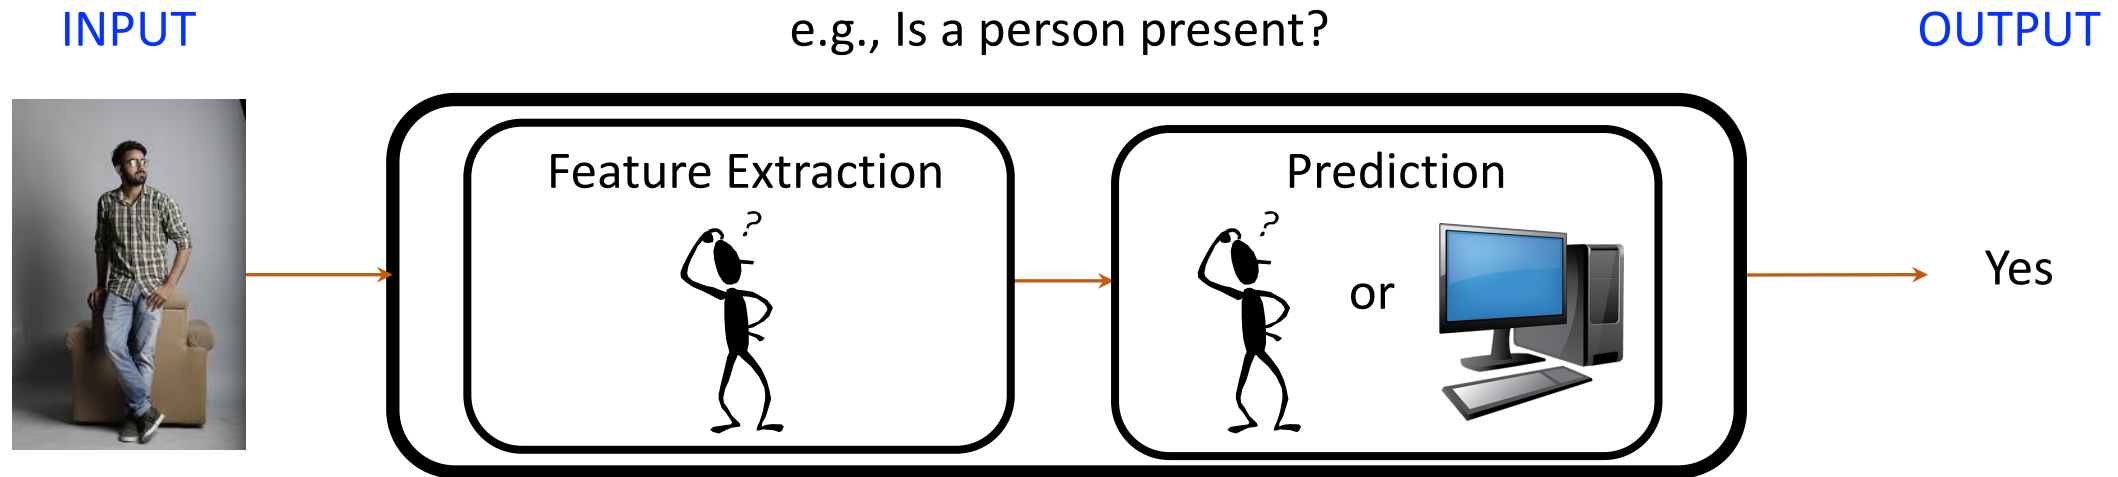 INPUT
e.g., Is a person present?
OUTPUT
Feature Extraction
Prediction
?
?
or
Yes